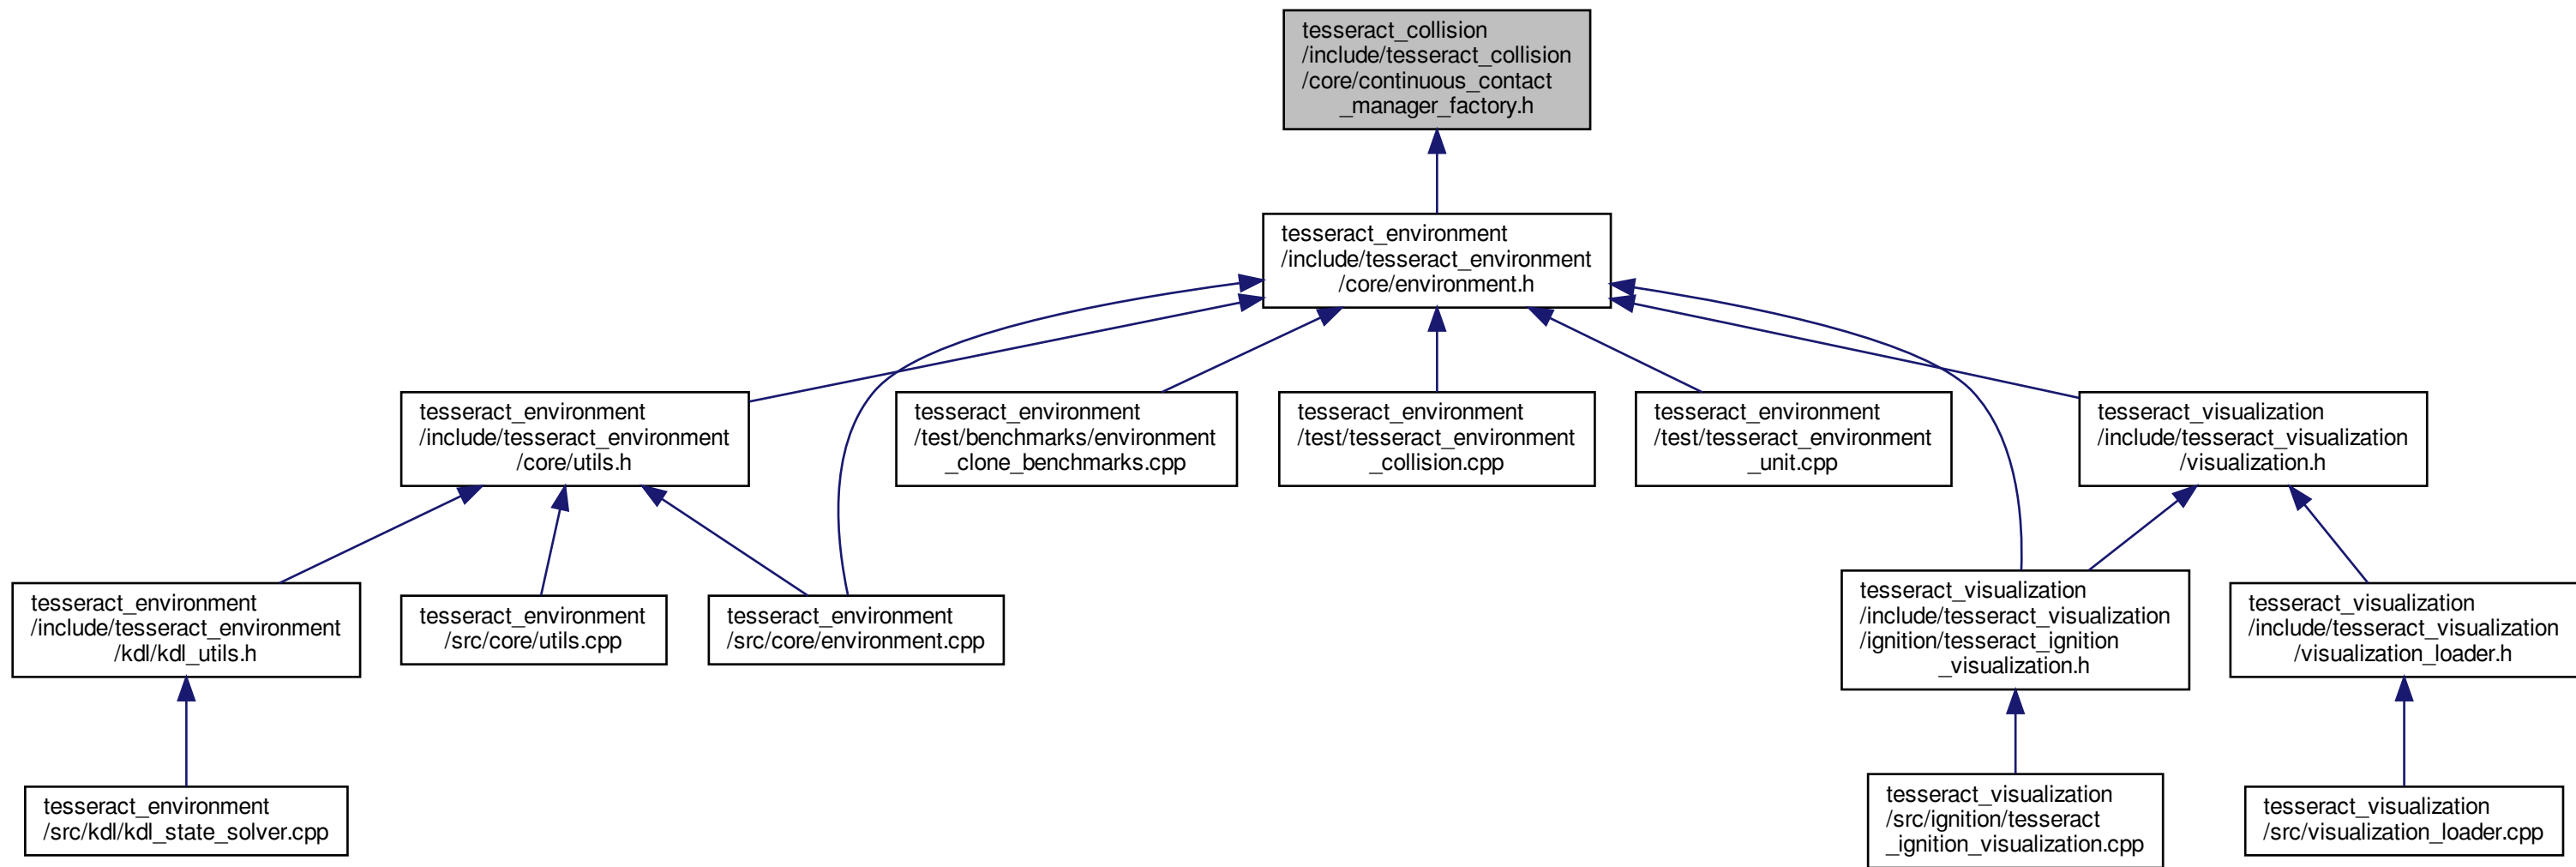 tesseract_collision
/include/tesseract_collision
/core/continuous_contact
_manager_factory.h
tesseract_environment
/include/tesseract_environment
/core/environment.h
tesseract_environment
/include/tesseract_environment
/core/utils.h
tesseract_environment
/test/benchmarks/environment
_clone_benchmarks.cpp
tesseract_environment
/test/tesseract_environment
_collision.cpp
tesseract_environment
/test/tesseract_environment
_unit.cpp
tesseract_visualization
/include/tesseract_visualization
/visualization.h
tesseract_environment
/include/tesseract_environment
/kdl/kdl_utils.h
tesseract_environment
/src/core/utils.cpp
tesseract_environment
/src/core/environment.cpp
tesseract_visualization
/include/tesseract_visualization
/ignition/tesseract_ignition
_visualization.h
tesseract_visualization
/include/tesseract_visualization
/visualization_loader.h
tesseract_environment
/src/kdl/kdl_state_solver.cpp
tesseract_visualization
/src/ignition/tesseract
_ignition_visualization.cpp
tesseract_visualization
/src/visualization_loader.cpp